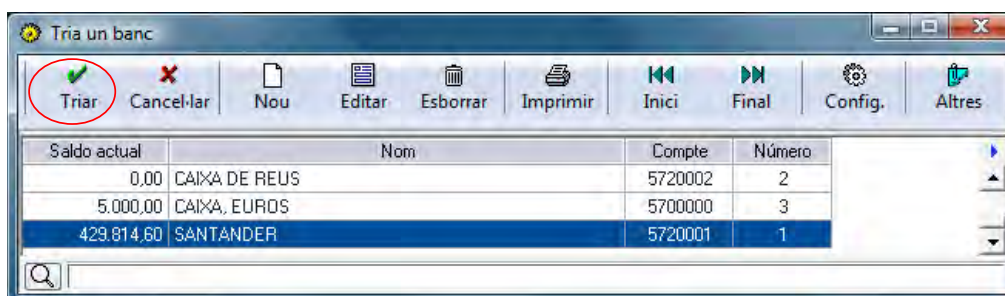 Tria un banc
Triar Cancel·lar Nou Editar Esborrar Imprimir Inici Final Config. Altres
Saldo actual Nom Compte Número
0,00 CAIXA DE REUS 5720002 2
5.000,00 CAIXA, EUROS 5700000 3
429.814,60 SANTANDER 5720001 1